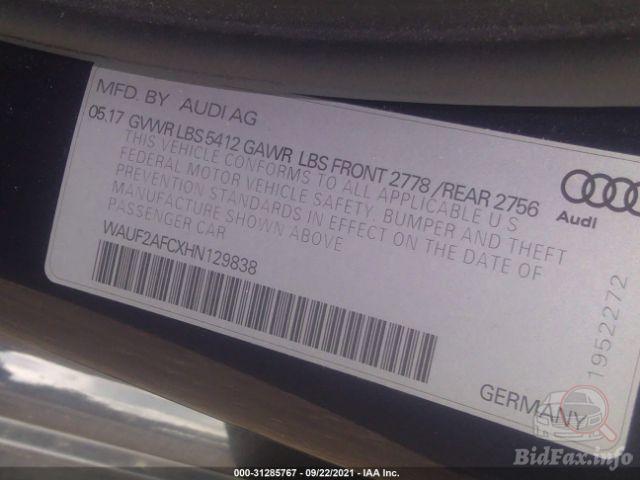 MFD. BY AUDI AG
05.17 GVWR LBS 5412 GAWR LBS FRONT 2778 / REAR 2756
THIS VEHICLE CONFORMS TO ALL APPLICABLE U S
FEDERAL MOTOR VEHICLE SAFETY, BUMPER AND THEFT
PREVENTION STANDARDS IN EFFECT ON THE DATE OF
MANUFACTURE SHOWN ABOVE
PASSENGER CAR
WAUF2AFCXHN129838
Audi
1952272
GERMANY
BidFax.info
000-31285767 - 09/22/2021 - IAA Inc.